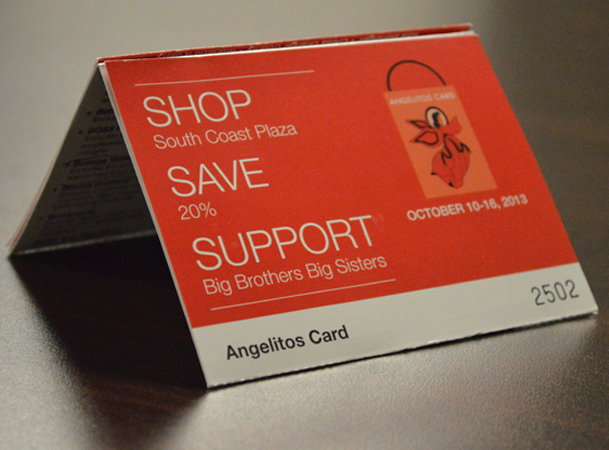 SHOP
South Coast Plaza
SAVE
20%
SUPPORT
Big Brothers Big Sisters
ANGELITOS CARD
OCTOBER 10-16, 2013
2502
Angelitos Card